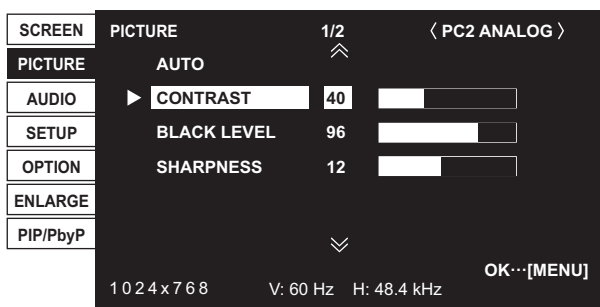 SCREEN
PICTURE
AUDIO
SETUP
OPTION
ENLARGE
PIP/PbyP
PICTURE 1/2 〈 PC2 ANALOG 〉
AUTO
CONTRAST 40
BLACK LEVEL 96
SHARPNESS 12
OK···[MENU]
1024x768 V: 60 Hz H: 48.4 kHz